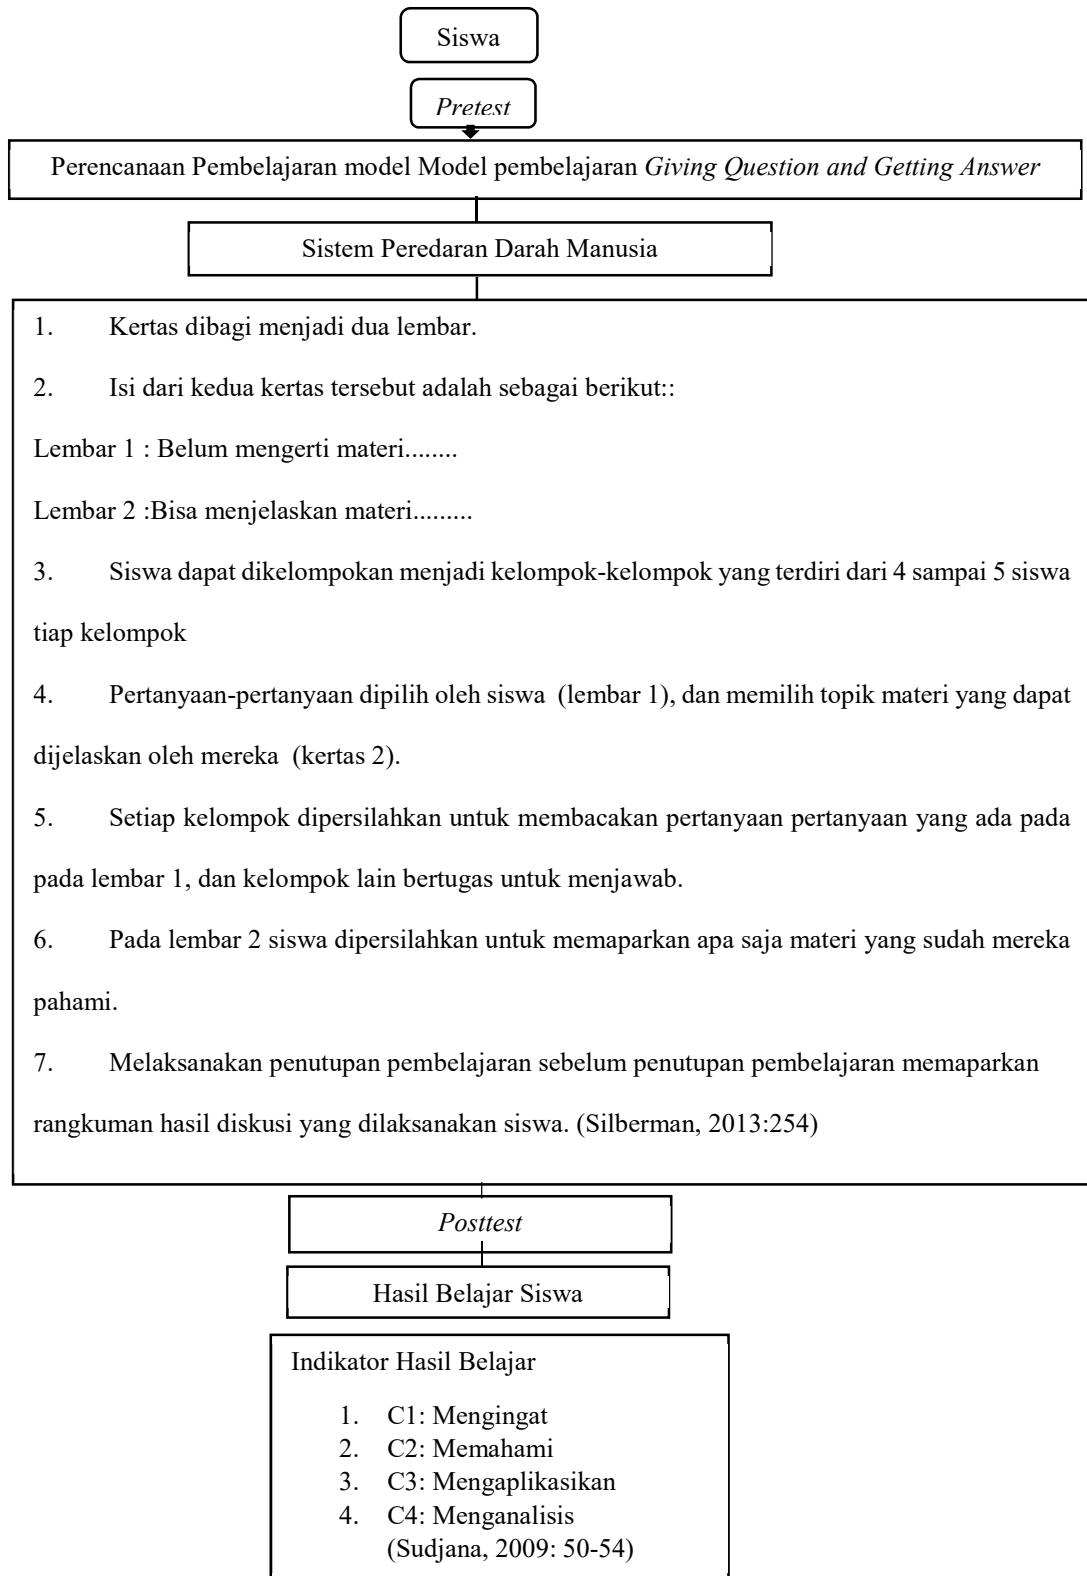 Siswa
Pretest
Perencanaan Pembelajaran model Model pembelajaran Giving Question and Getting Answer
Sistem Peredaran Darah Manusia
1. Kertas dibagi menjadi dua lembar.
2. Isi dari kedua kertas tersebut adalah sebagai berikut::
Lembar 1 : Belum mengerti materi........
Lembar 2 :Bisa menjelaskan materi.........
3. Siswa dapat dikelompokan menjadi kelompok-kelompok yang terdiri dari 4 sampai 5 siswa
tiap kelompok
4. Pertanyaan-pertanyaan dipilih oleh siswa (lembar 1), dan memilih topik materi yang dapat
dijelaskan oleh mereka (kertas 2).
5. Setiap kelompok dipersilahkan untuk membacakan pertanyaan pertanyaan yang ada pada
pada lembar 1, dan kelompok lain bertugas untuk menjawab.
6. Pada lembar 2 siswa dipersilahkan untuk memaparkan apa saja materi yang sudah mereka
pahami.
7. Melaksanakan penutupan pembelajaran sebelum penutupan pembelajaran memaparkan
rangkuman hasil diskusi yang dilaksanakan siswa. (Silberman, 2013:254)
Posttest
Hasil Belajar Siswa
Indikator Hasil Belajar
1. C1: Mengingat
2. C2: Memahami
3. C3: Mengaplikasikan
4. C4: Menganalisis
(Sudjana, 2009: 50-54)